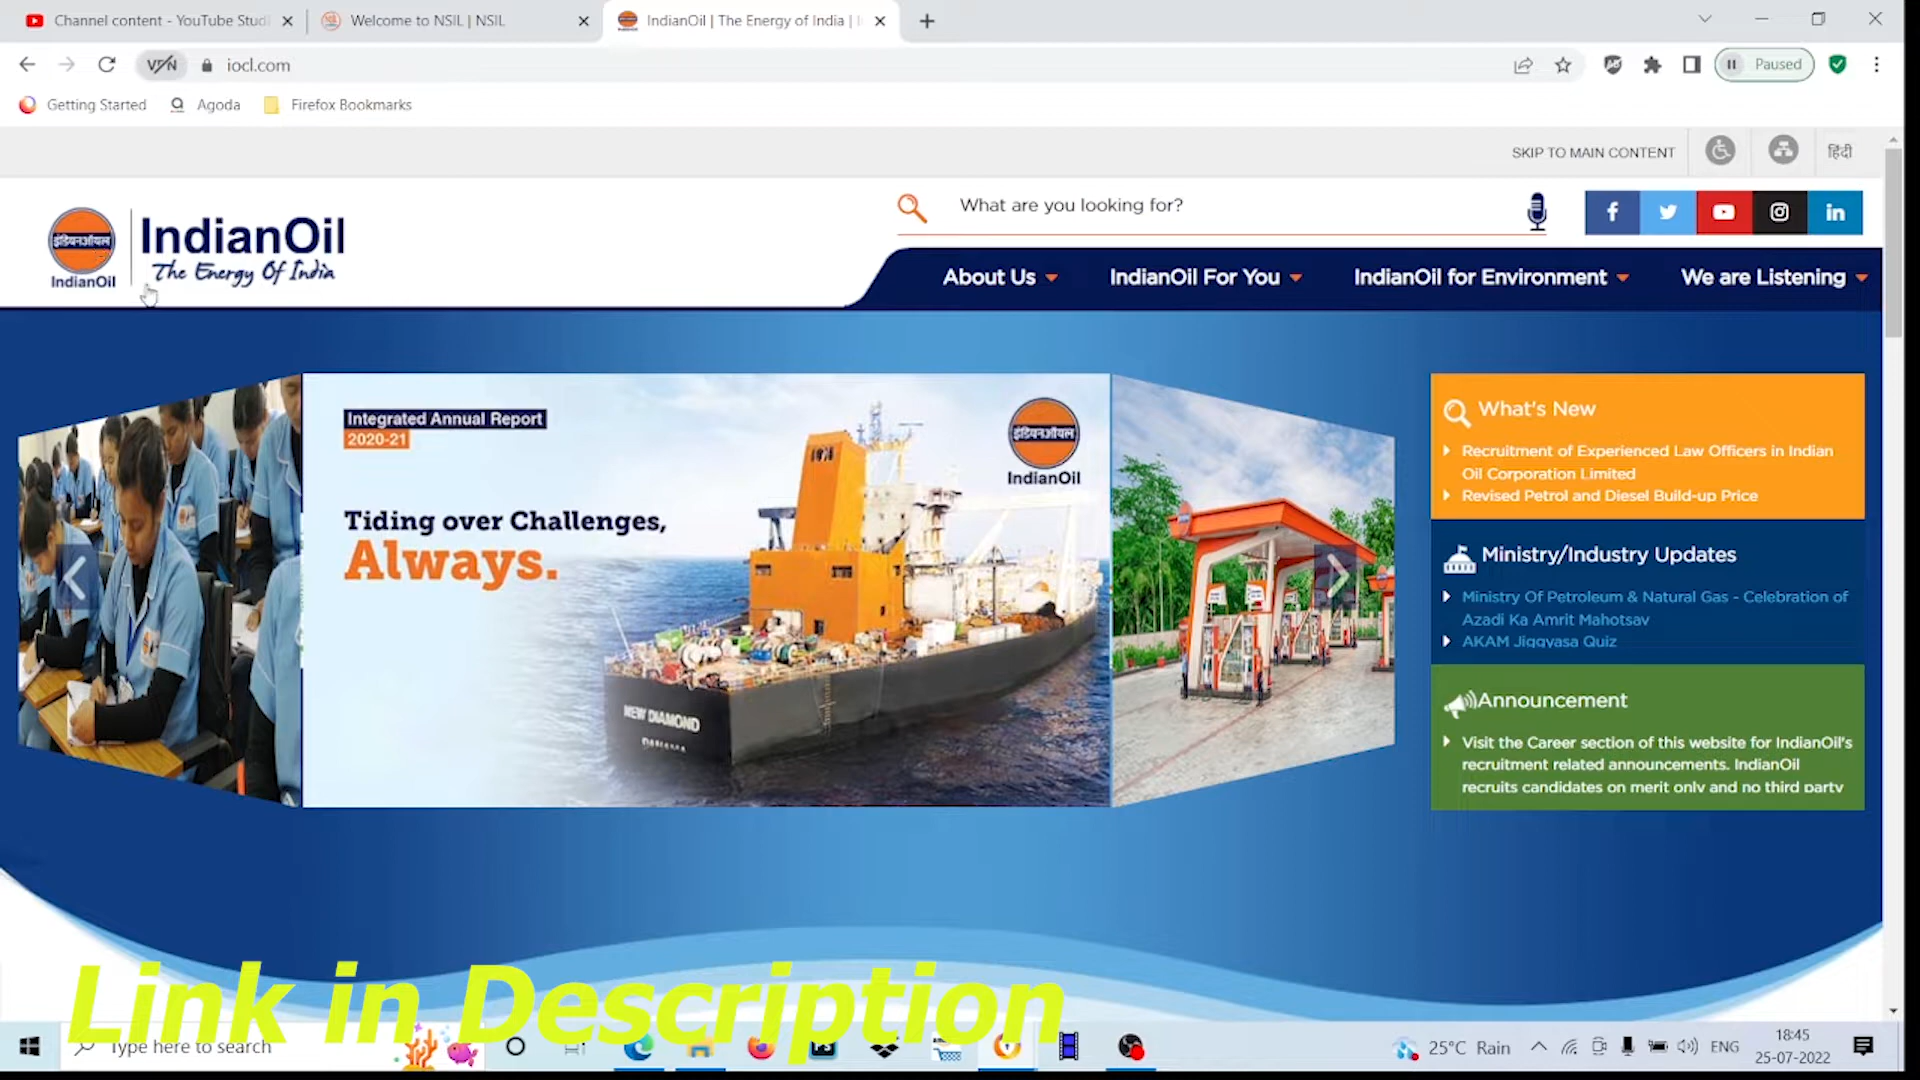 Channel content - YouTube Studi
Welcome to NSIL | NSIL
IndianOil | The Energy of India | I
VPN
iocl.com
Paused
Getting Started
Agoda
Firefox Bookmarks
SKIP TO MAIN CONTENT
हिंदी
इंडियनऑयल
IndianOil
IndianOil
The Energy Of India
What are you looking for?
About Us
IndianOil For You
IndianOil for Environment
We are Listening
Integrated Annual Report
2020-21
Tiding over Challenges,
Always.
इंडियनऑयल
IndianOil
NEW DIAMOND
PANAMA
What's New
Recruitment of Experienced Law Officers in Indian
Oil Corporation Limited
Revised Petrol and Diesel Build-up Price
Ministry/Industry Updates
Ministry Of Petroleum & Natural Gas - Celebration of
Azadi Ka Amrit Mahotsav
AKAM Jigyasa Quiz
Announcement
Visit the Career section of this website for IndianOil's
recruitment related announcements. IndianOil
recruits candidates on merit only and no third party
Link in Description
Type here to search
25°C Rain
ENG
18:45
25-07-2022